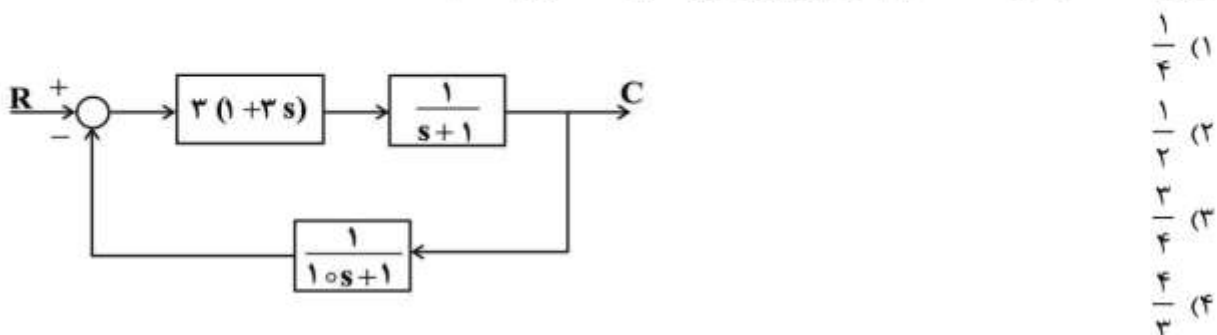 ۱) ۱/۴
۲) ۱/۲
۳) ۳/۴
۴) ۴/۳
R
+
−
۳ (۱ + ۳ s)
۱/(s + ۱)
C
۱/(۱۰s + ۱)